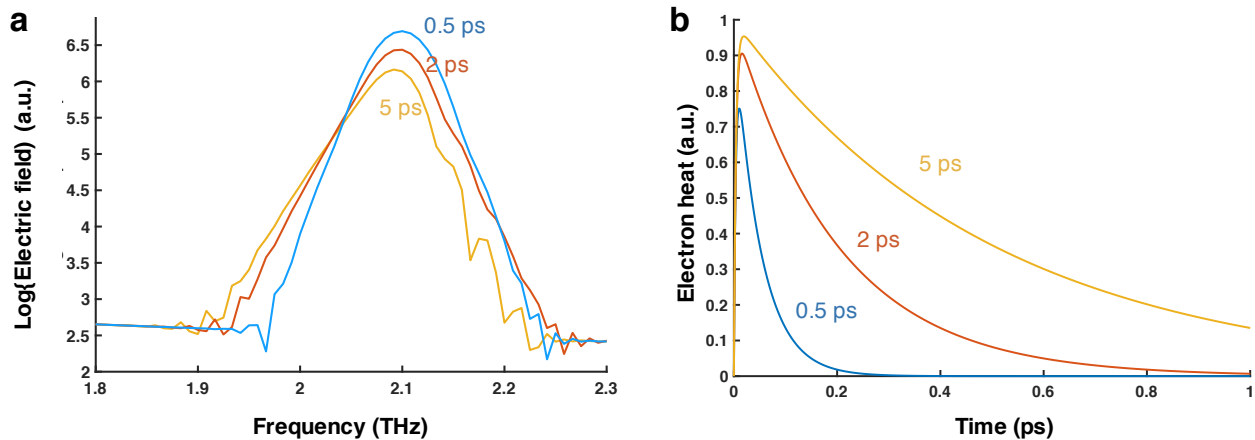 a
Log{Electric field} (a.u.)
6.5
6
5.5
5
4.5
4
3.5
3
2.5
2
1.8
1.9
2
2.1
2.2
2.3
Frequency (THz)
0.5 ps
2 ps
5 ps
b
Electron heat (a.u.)
1
0.9
0.8
0.7
0.6
0.5
0.4
0.3
0.2
0.1
0
0
0.2
0.4
0.6
0.8
1
Time (ps)
5 ps
2 ps
0.5 ps